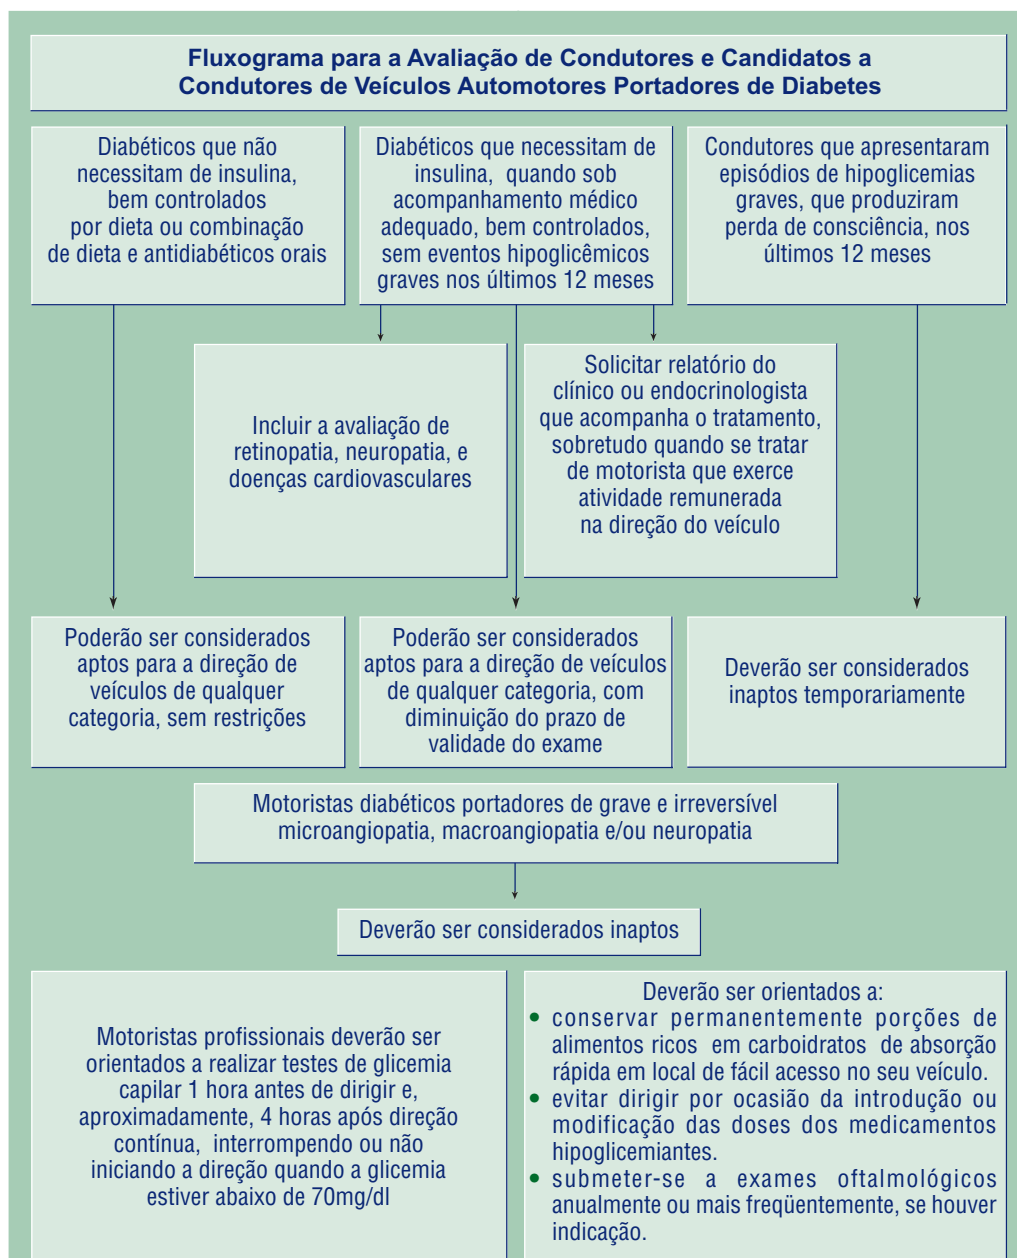 Fluxograma para a Avaliação de Condutores e Candidatos a
Condutores de Veículos Automotores Portadores de Diabetes
Diabéticos que não
necessitam de insulina,
bem controlados
por dieta ou combinação
de dieta e antidiabéticos orais
Diabéticos que necessitam de
insulina, quando sob
acompanhamento médico
adequado, bem controlados,
sem eventos hipoglicêmicos
graves nos últimos 12 meses
Condutores que apresentaram
episódios de hipoglicemias
graves, que produziram
perda de consciência, nos
últimos 12 meses
Incluir a avaliação de
retinopatia, neuropatia, e
doenças cardiovasculares
Solicitar relatório do
clínico ou endocrinologista
que acompanha o tratamento,
sobretudo quando se tratar
de motorista que exerce
atividade remunerada
na direção do veículo
Poderão ser considerados
aptos para a direção de
veículos de qualquer
categoria, sem restrições
Poderão ser considerados
aptos para a direção de veículos
de qualquer categoria, com
diminuição do prazo de
validade do exame
Deverão ser considerados
inaptos temporariamente
Motoristas diabéticos portadores de grave e irreversível
microangiopatia, macroangiopatia e/ou neuropatia
Deverão ser considerados inaptos
Motoristas profissionais deverão ser
orientados a realizar testes de glicemia
capilar 1 hora antes de dirigir e,
aproximadamente, 4 horas após direção
contínua, interrompendo ou não
iniciando a direção quando a glicemia
estiver abaixo de 70mg/dl
Deverão ser orientados a:
• conservar permanentemente porções de
alimentos ricos em carboidratos de absorção
rápida em local de fácil acesso no seu veículo.
• evitar dirigir por ocasião da introdução ou
modificação das doses dos medicamentos
hipoglicemiantes.
• submeter-se a exames oftalmológicos
anualmente ou mais freqüentemente, se houver
indicação.